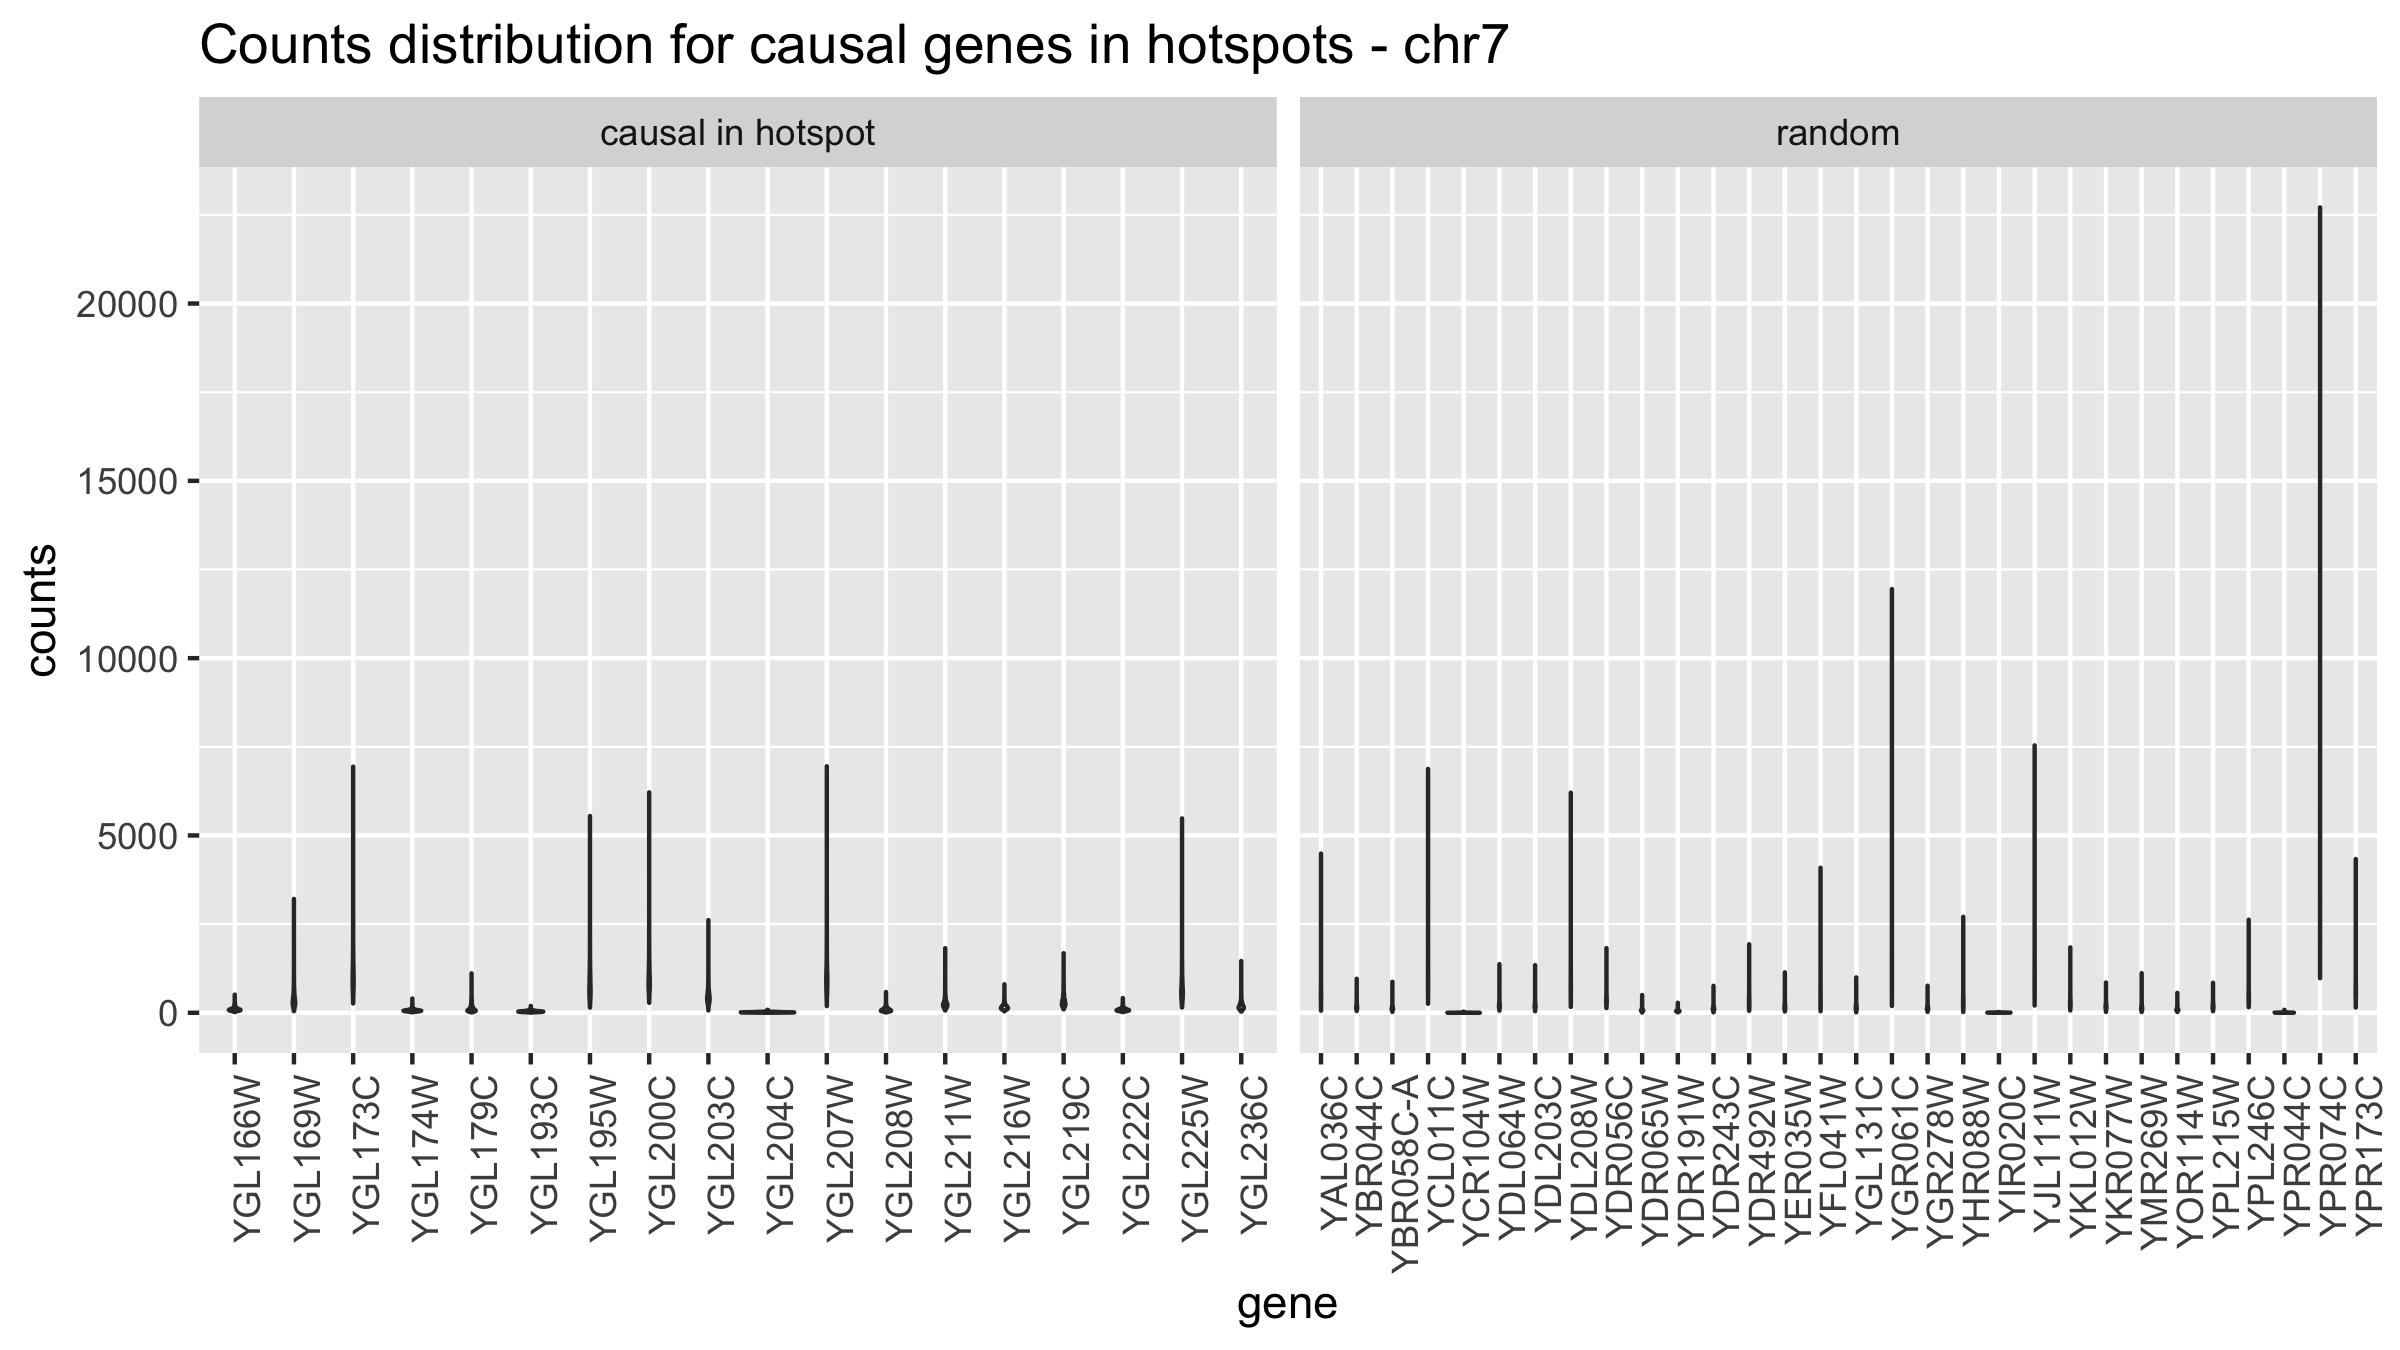 Counts distribution for causal genes in hotspots - chr7
causal in hotspot
random
counts
20000
15000
10000
5000
0
YGL166W
YGL169W
YGL173C
YGL174W
YGL179C
YGL193C
YGL195W
YGL200C
YGL203C
YGL204C
YGL207W
YGL208W
YGL211W
YGL216W
YGL219C
YGL222C
YGL225W
YGL236C
YAL036C
YBR044C
YBR058C-A
YCL011C
YCR104W
YDL064W
YDL203C
YDL208W
YDR056C
YDR065W
YDR191W
YDR243C
YDR492W
YER035W
YFL041W
YGL131C
YGR061C
YGR278W
YHR088W
YIR020C
YJL111W
YKL012W
YKR077W
YMR269W
YOR114W
YPL215W
YPL246C
YPR044C
YPR074C
YPR173C
gene